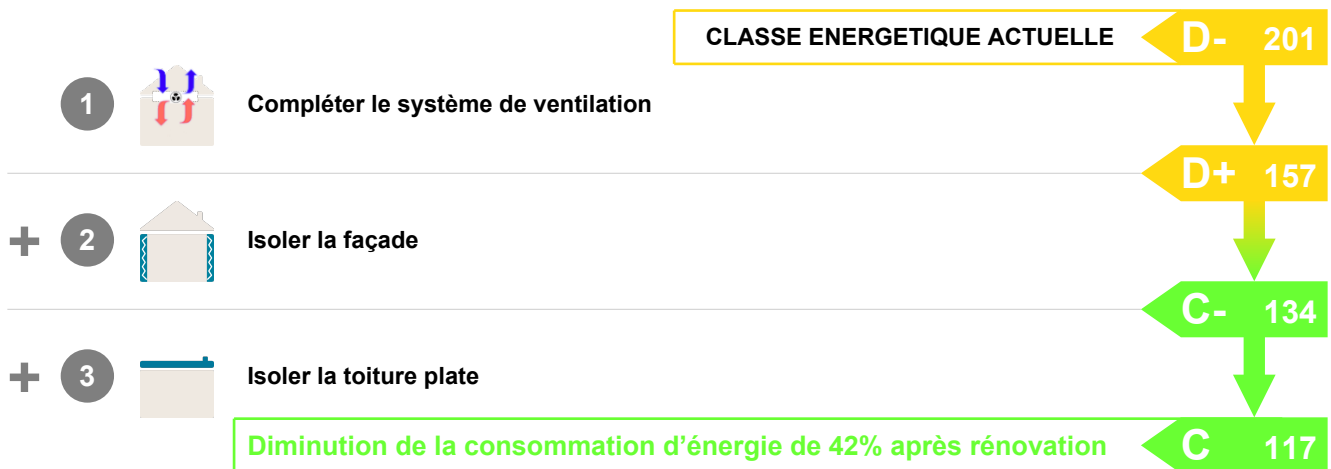 CLASSE ENERGETIQUE ACTUELLE D- 201
1 Compléter le système de ventilation
D+ 157
+ 2 Isoler la façade
C- 134
+ 3 Isoler la toiture plate
Diminution de la consommation d’énergie de 42% après rénovation C 117